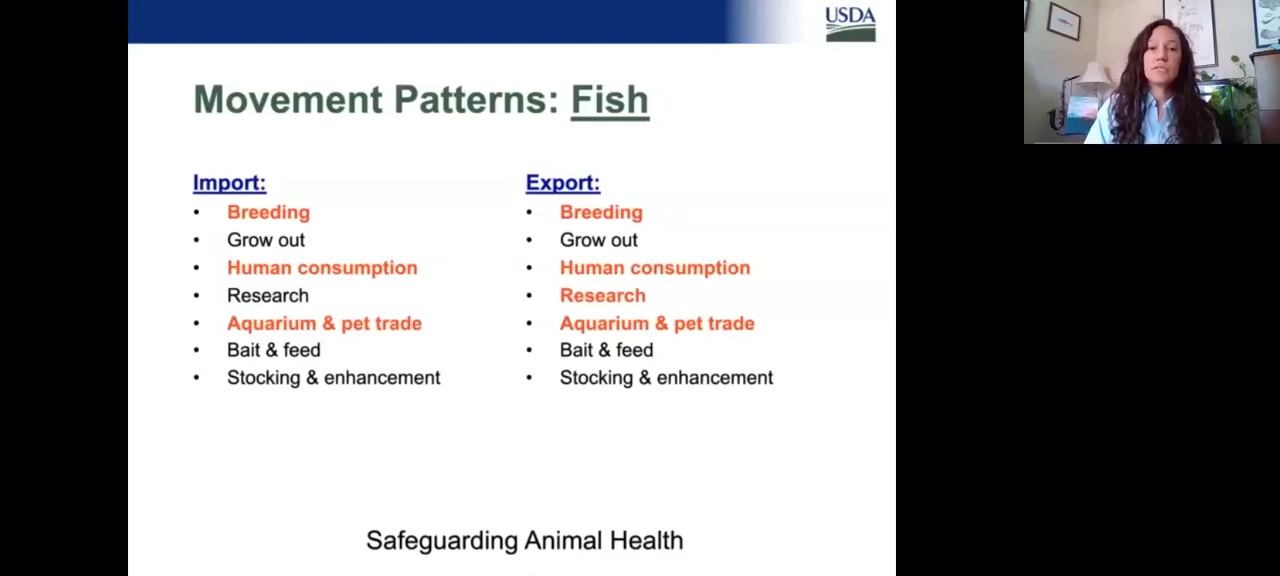 USDA
Movement Patterns: Fish
Import:
• Breeding
• Grow out
• Human consumption
• Research
• Aquarium & pet trade
• Bait & feed
• Stocking & enhancement
Export:
• Breeding
• Grow out
• Human consumption
• Research
• Aquarium & pet trade
• Bait & feed
• Stocking & enhancement
Safeguarding Animal Health